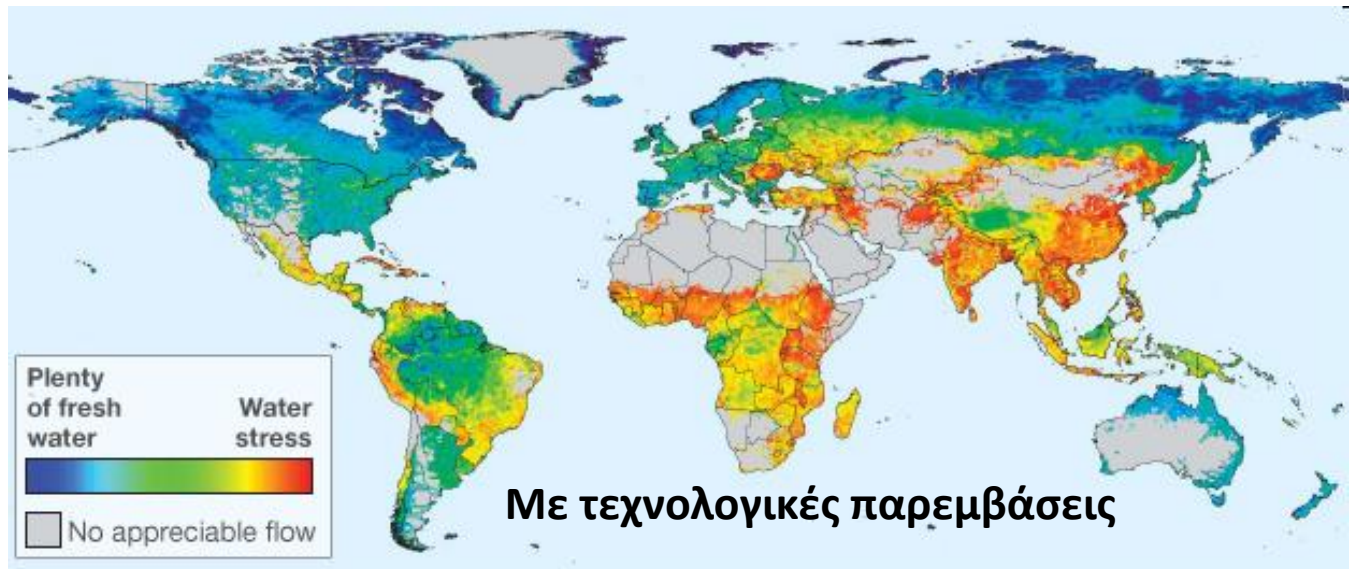 Plenty
of fresh
water
Water
stress
No appreciable flow
Με τεχνολογικές παρεμβάσεις